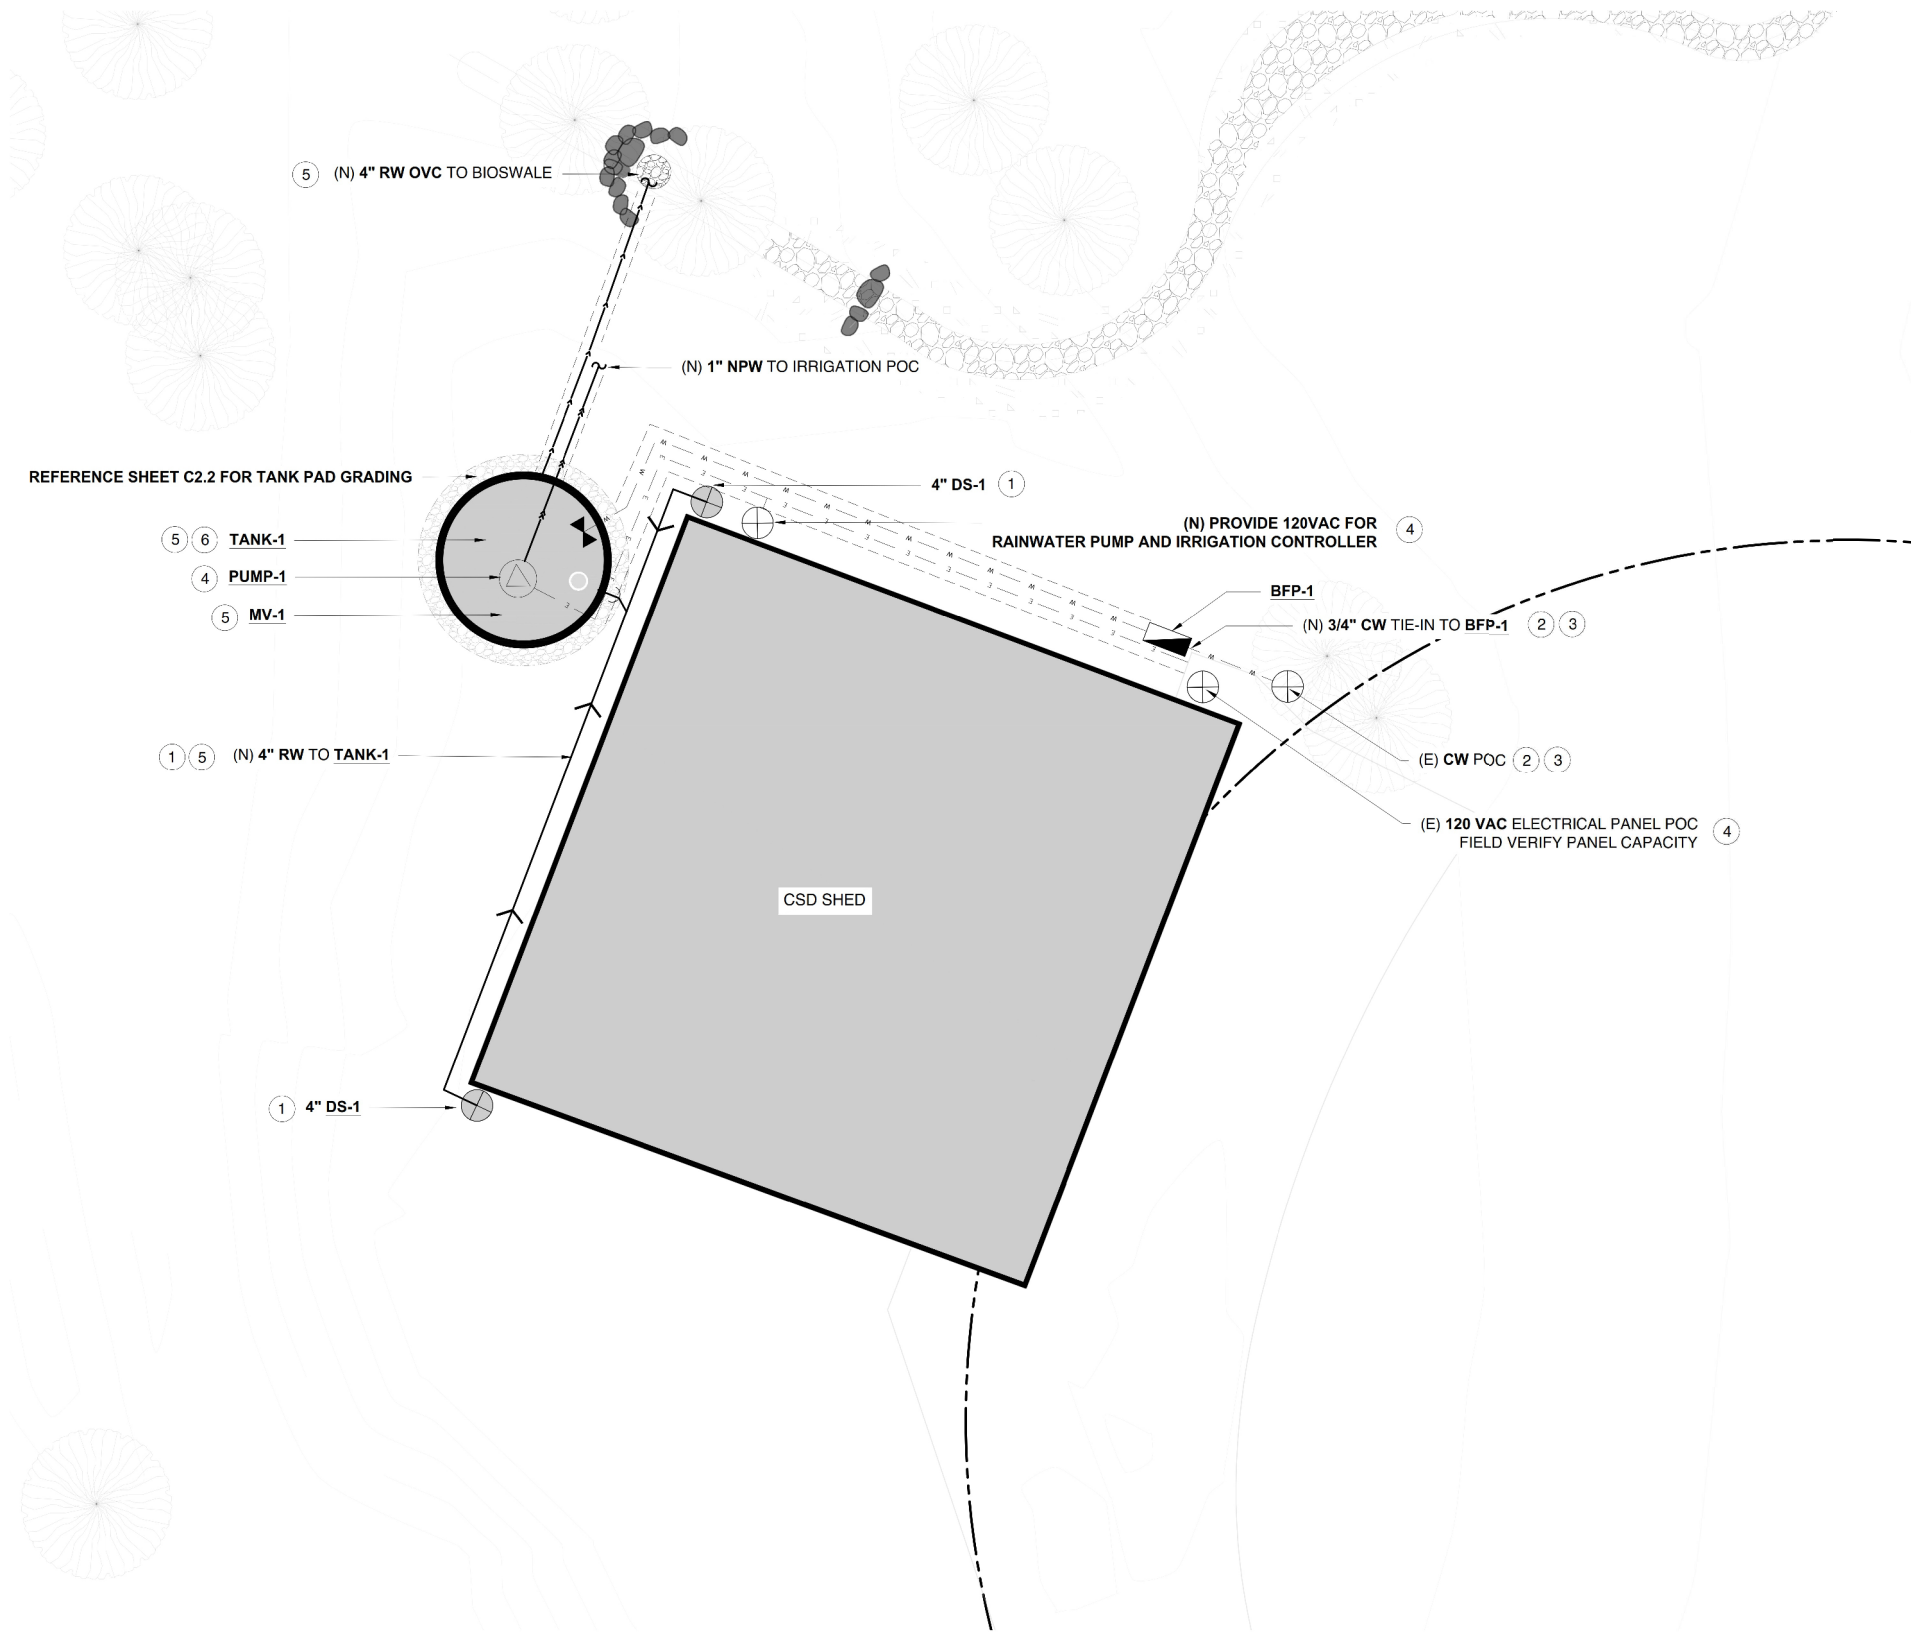 5 (N) 4" RW OVC TO BIOSWALE
(N) 1" NPW TO IRRIGATION POC
REFERENCE SHEET C2.2 FOR TANK PAD GRADING
4" DS-1 1
(N) PROVIDE 120VAC FOR 4
RAINWATER PUMP AND IRRIGATION CONTROLLER
5 6 TANK-1
4 PUMP-1
5 MV-1
BFP-1
(N) 3/4" CW TIE-IN TO BFP-1 2 3
1 5 (N) 4" RW TO TANK-1
(E) CW POC 2 3
(E) 120 VAC ELECTRICAL PANEL POC 4
FIELD VERIFY PANEL CAPACITY
CSD SHED
1 4" DS-1